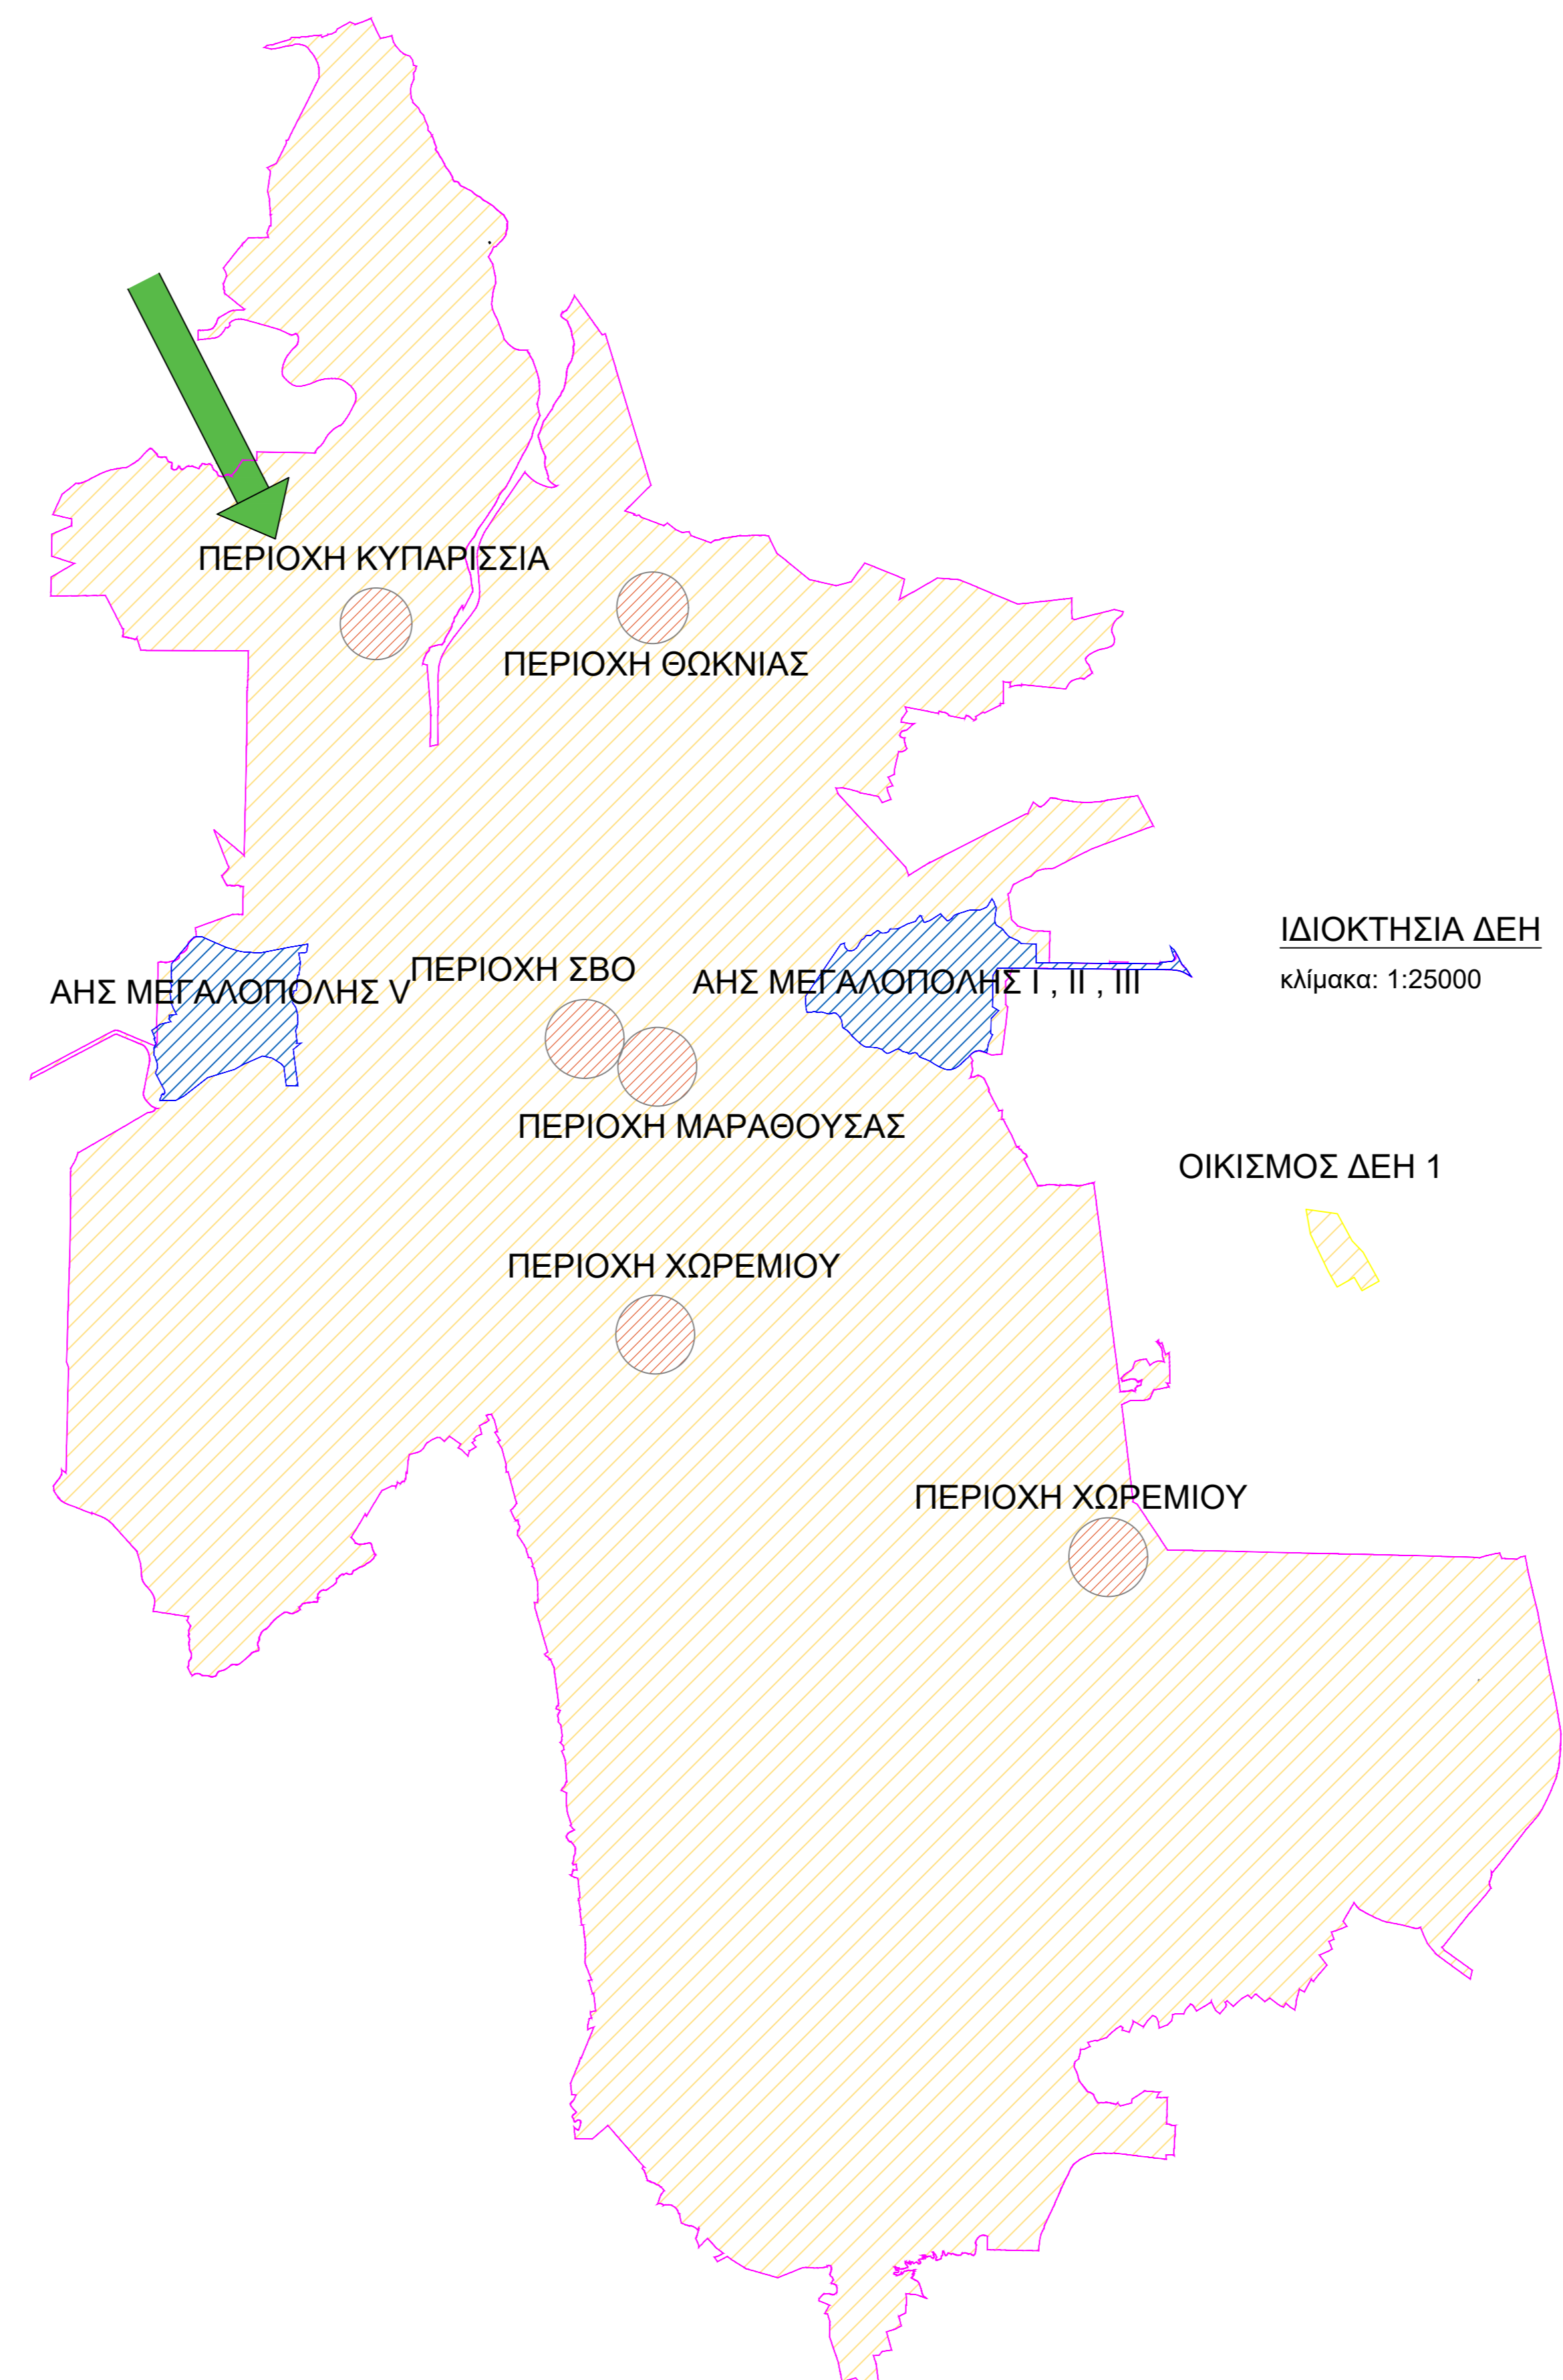 ΠΕΡΙΟΧΗ ΚΥΠΑΡΙΣΣΙΑ
ΠΕΡΙΟΧΗ ΘΩΚΝΙΑΣ
ΙΔΙΟΚΤΗΣΙΑ ΔΕΗ
κλίμακα: 1:25000
ΑΗΣ ΜΕΓΑΛΟΠΟΛΗΣ V
ΠΕΡΙΟΧΗ ΣΒΟ
ΑΗΣ ΜΕΓΑΛΟΠΟΛΗΣ Ι , ΙΙ , ΙΙΙ
ΠΕΡΙΟΧΗ ΜΑΡΑΘΟΥΣΑΣ
ΟΙΚΙΣΜΟΣ ΔΕΗ 1
ΠΕΡΙΟΧΗ ΧΩΡΕΜΙΟΥ
ΠΕΡΙΟΧΗ ΧΩΡΕΜΙΟΥ